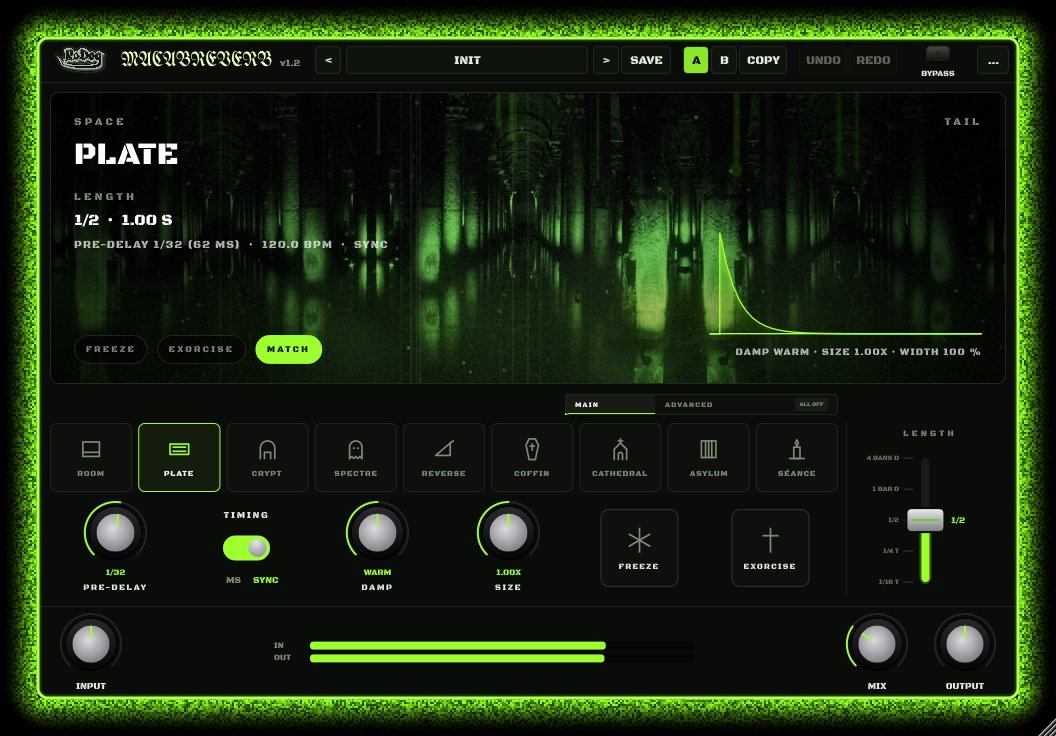 MACABREVERB v1.2 < INIT > SAVE A B COPY UNDO REDO BYPASS ...
SPACE
TAIL
PLATE
LENGTH
1/2 · 1.00 S
PRE-DELAY 1/32 (62 MS) · 120.0 BPM · SYNC
FREEZE EXORCISE MATCH
DAMP WARM · SIZE 1.00X · WIDTH 100 %
MAIN ADVANCED ALL OFF
ROOM PLATE CRYPT SPECTRE REVERSE COFFIN CATHEDRAL ASYLUM SÉANCE
LENGTH
4 BARS D
1 BAR D
1/2 1/2
1/4 T
1/16 T
TIMING
MS SYNC
1/32
PRE-DELAY
WARM
DAMP
1.00X
SIZE
FREEZE
EXORCISE
INPUT
IN
OUT
MIX
OUTPUT